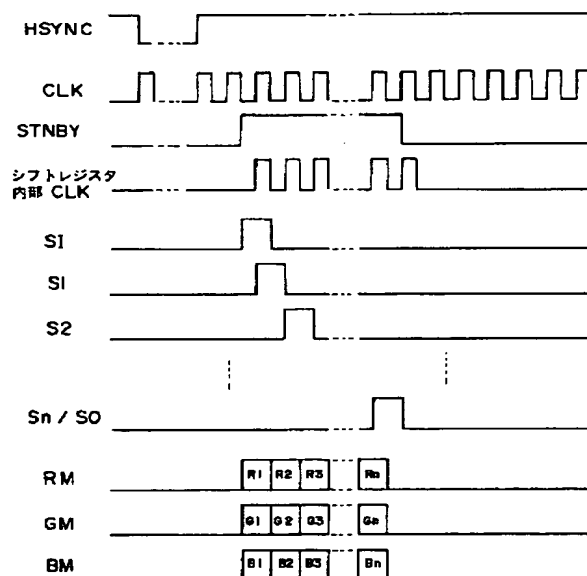 HSYNC
CLK
STNBY
シフトレジスタ
内部 CLK
SI
S1
S2
Sn / SO
RM R1 R2 R3 Rn
GM G1 G2 G3 Gn
BM B1 B2 B3 Bn